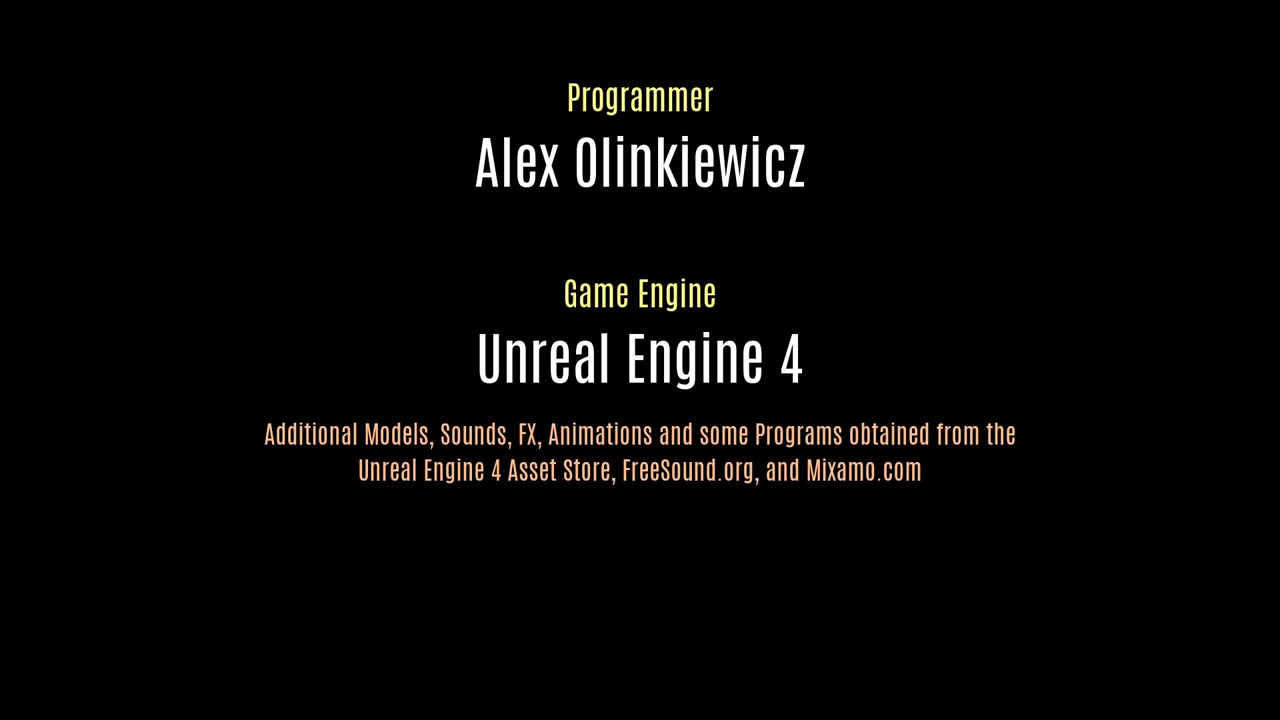 Programmer
Alex Olinkiewicz
Game Engine
Unreal Engine 4
Additional Models, Sounds, FX, Animations and some Programs obtained from the
Unreal Engine 4 Asset Store, FreeSound.org, and Mixamo.com